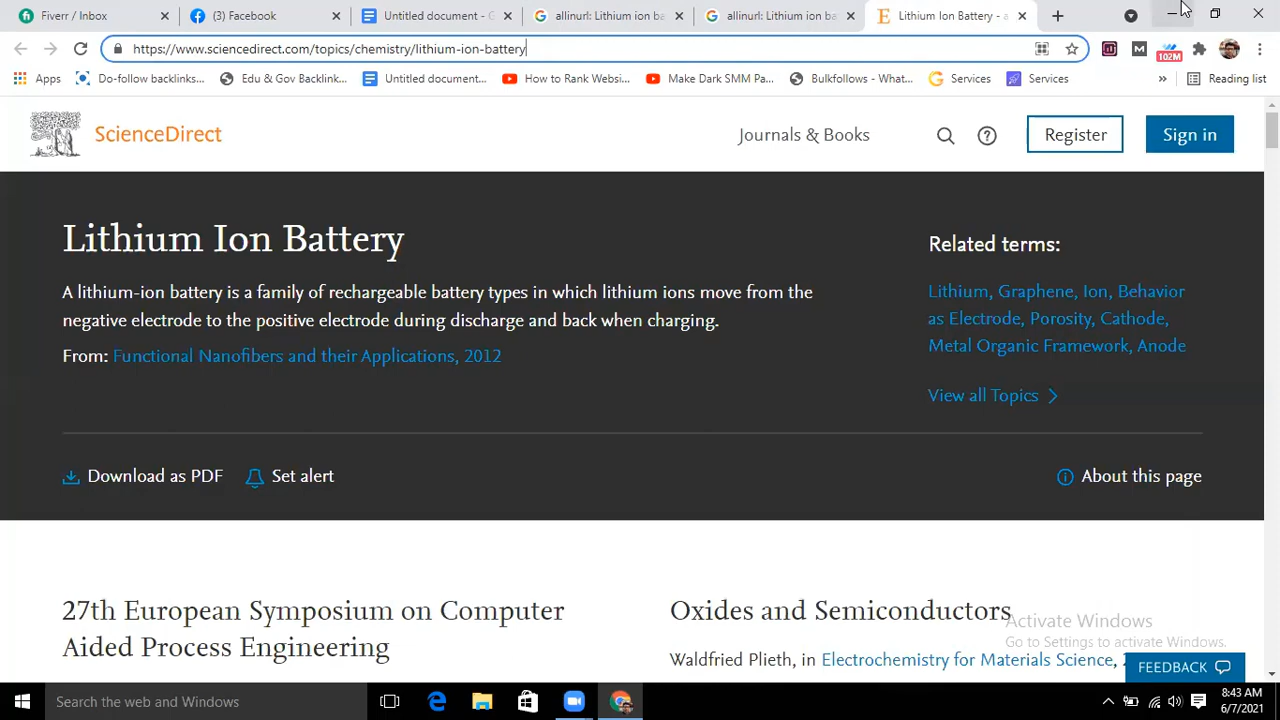 Fiverr / Inbox
(3) Facebook
Untitled document - G
allinurl: Lithium ion ba
allinurl: Lithium ion ba
Lithium Ion Battery - a
https://www.sciencedirect.com/topics/chemistry/lithium-ion-battery
102M
Apps
Do-follow backlinks...
Edu & Gov Backlink...
Untitled document...
How to Rank Websi...
Make Dark SMM Pa...
Bulkfollows - What...
Services
Services
»
Reading list
ScienceDirect
Journals & Books
Register
Sign in
Lithium Ion Battery
A lithium-ion battery is a family of rechargeable battery types in which lithium ions move from the
negative electrode to the positive electrode during discharge and back when charging.
From: Functional Nanofibers and their Applications, 2012
Related terms:
Lithium, Graphene, Ion, Behavior
as Electrode, Porosity, Cathode,
Metal Organic Framework, Anode
View all Topics
Download as PDF
Set alert
About this page
27th European Symposium on Computer
Aided Process Engineering
Oxides and Semiconductors
Waldfried Plieth, in Electrochemistry for Materials Science,
Activate Windows
Go to Settings to activate Windows.
FEEDBACK
Search the web and Windows
8:43 AM
6/7/2021